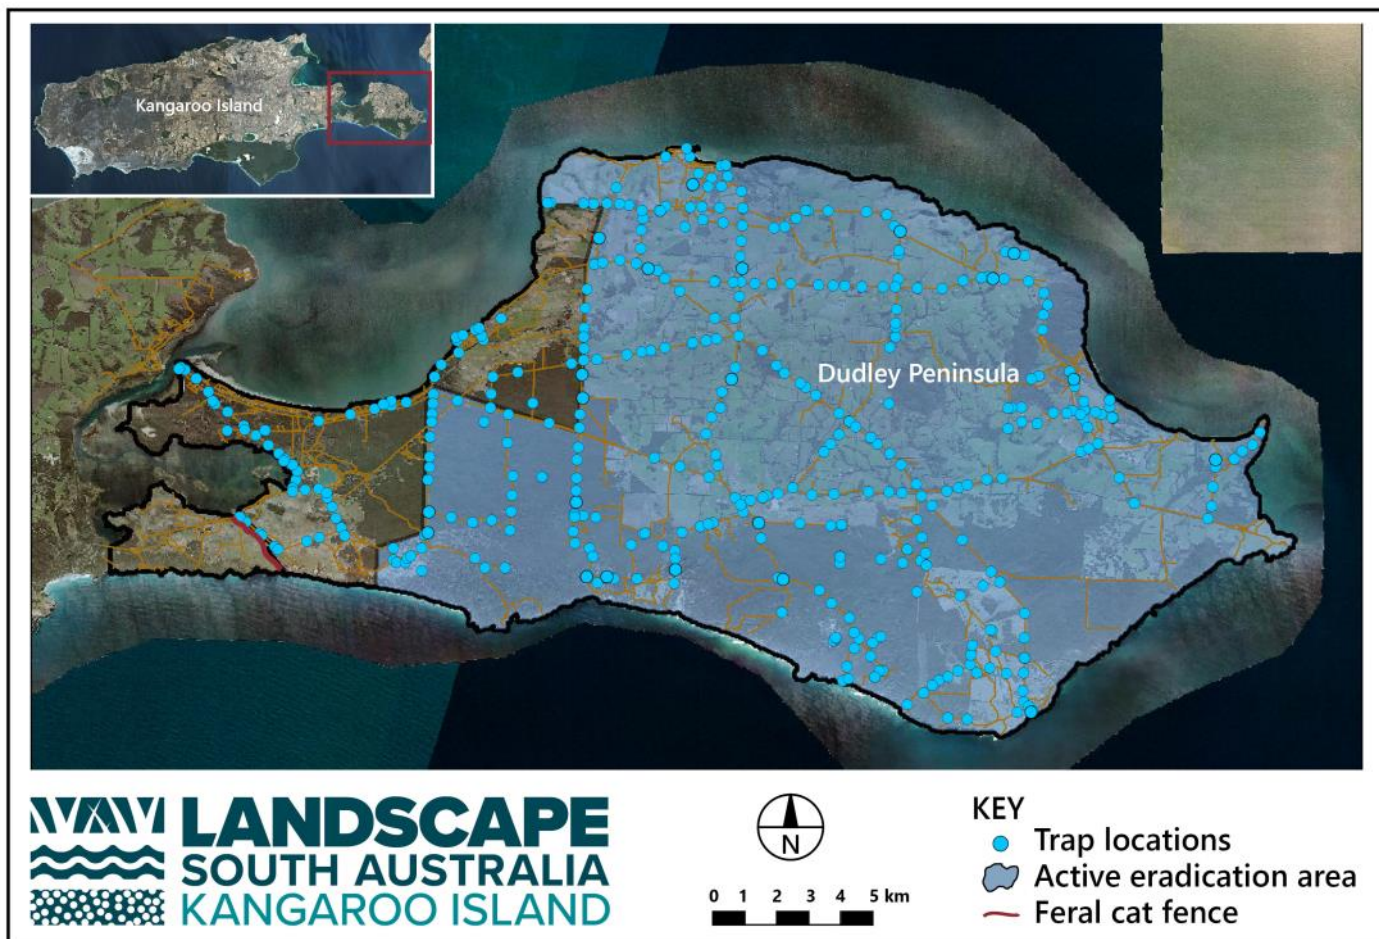 Kangaroo Island
Dudley Peninsula
LANDSCAPE
SOUTH AUSTRALIA
KANGAROO ISLAND
N
0 1 2 3 4 5 km
KEY
Trap locations
Active eradication area
Feral cat fence